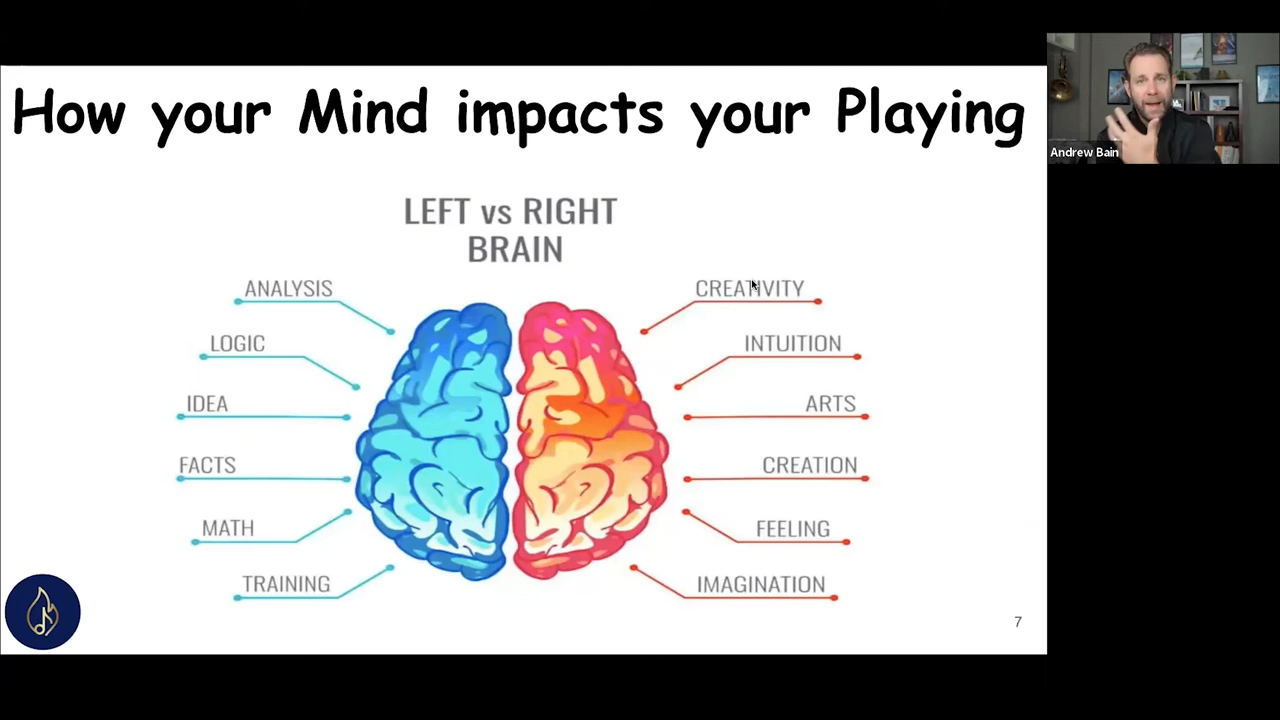 How your Mind impacts your Playing
Andrew Bain
LEFT vs RIGHT
BRAIN
ANALYSIS
LOGIC
IDEA
FACTS
MATH
TRAINING
CREATIVITY
INTUITION
ARTS
CREATION
FEELING
IMAGINATION
7